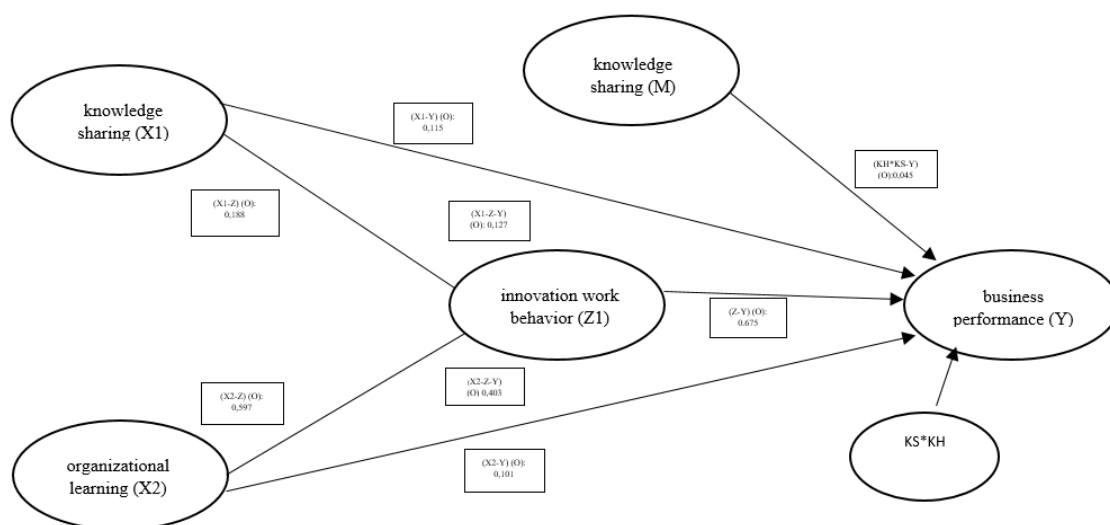 knowledge
sharing (M)
knowledge
sharing (X1)
(X1-Y) (O):
0,115
(KH*KS-Y)
(O):0,045
(X1-Z) (O):
0,188
(X1-Z-Y)
(O): 0,127
innovation work
behavior (Z1)
business
performance (Y)
(Z-Y) (O):
0.675
(X2-Z) (O):
0,597
(X2-Z-Y)
(O) 0,403
KS*KH
organizational
learning (X2)
(X2-Y) (O):
0,101